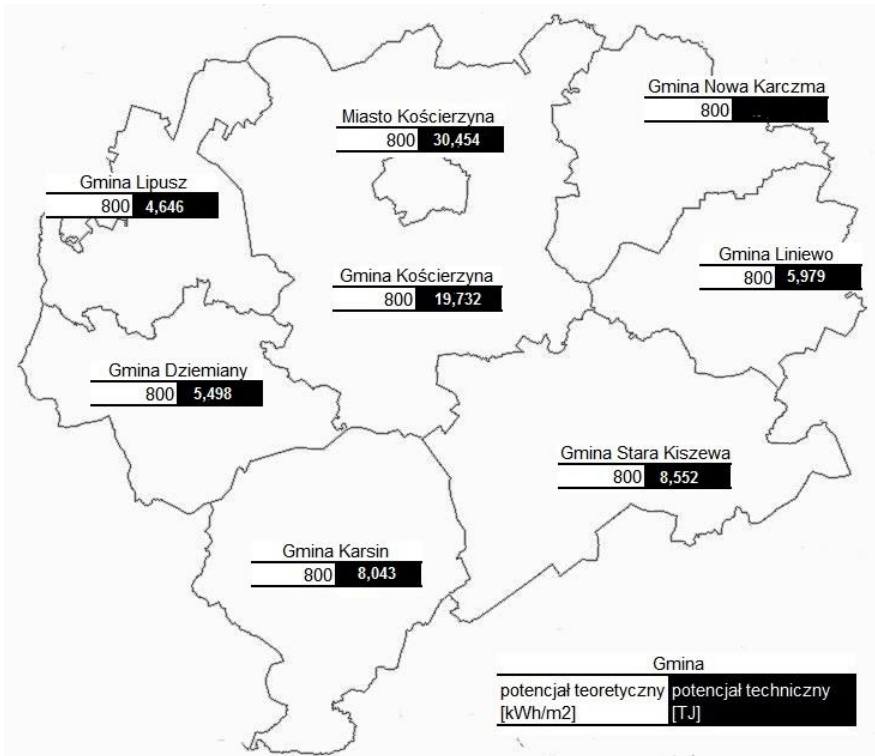 Gmina Nowa Karczma
800
Miasto Kościerzyna
800 30,454
Gmina Lipusz
800 4,646
Gmina Liniewo
800 5,979
Gmina Kościerzyna
800 19,732
Gmina Dziemiany
800 5,498
Gmina Stara Kiszewa
800 8,552
Gmina Karsin
800 8,043
Gmina
potencjał teoretyczny potencjał techniczny
[kWh/m2] [TJ]